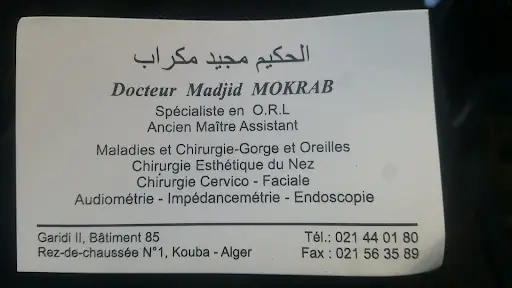 الحكيم مجيد مكراب
Docteur Madjid MOKRAB
Spécialiste en O.R.L
Ancien Maître Assistant
Maladies et Chirurgie-Gorge et Oreilles
Chirurgie Esthétique du Nez
Chirurgie Cervico - Faciale
Audiométrie - Impédancemétrie - Endoscopie
Garidi II, Bâtiment 85 Tél.: 021 44 01 80
Rez-de-chaussée N°1, Kouba - Alger Fax : 021 56 35 89